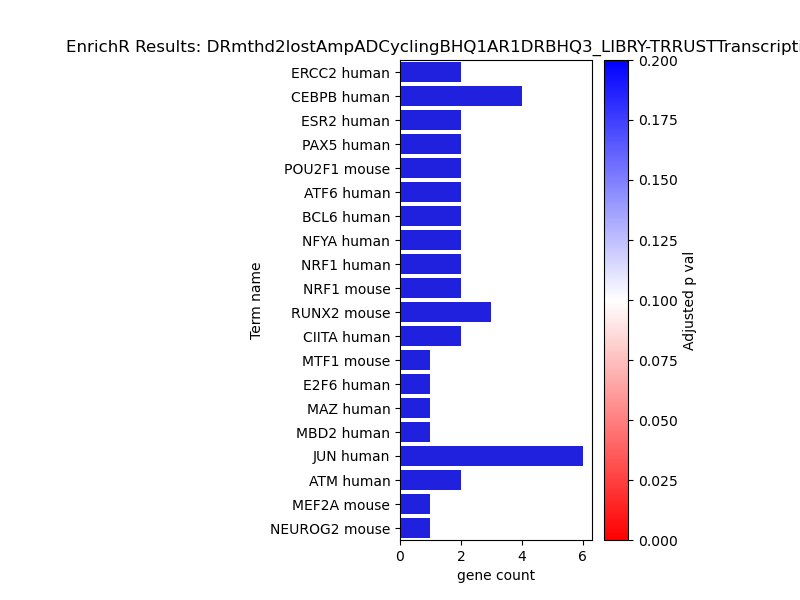 EnrichR Results: DRmthd2lostAmpADCyclingBHQ1AR1DRBHQ3_LIBRY-TRRUSTTranscripti
ERCC2 human
CEBPB human
ESR2 human
PAX5 human
POU2F1 mouse
ATF6 human
BCL6 human
NFYA human
NRF1 human
NRF1 mouse
RUNX2 mouse
CIITA human
MTF1 mouse
E2F6 human
MAZ human
MBD2 human
JUN human
ATM human
MEF2A mouse
NEUROG2 mouse
Term name
0 2 4 6
gene count
0.200
0.175
0.150
0.125
0.100
0.075
0.050
0.025
0.000
Adjusted p val